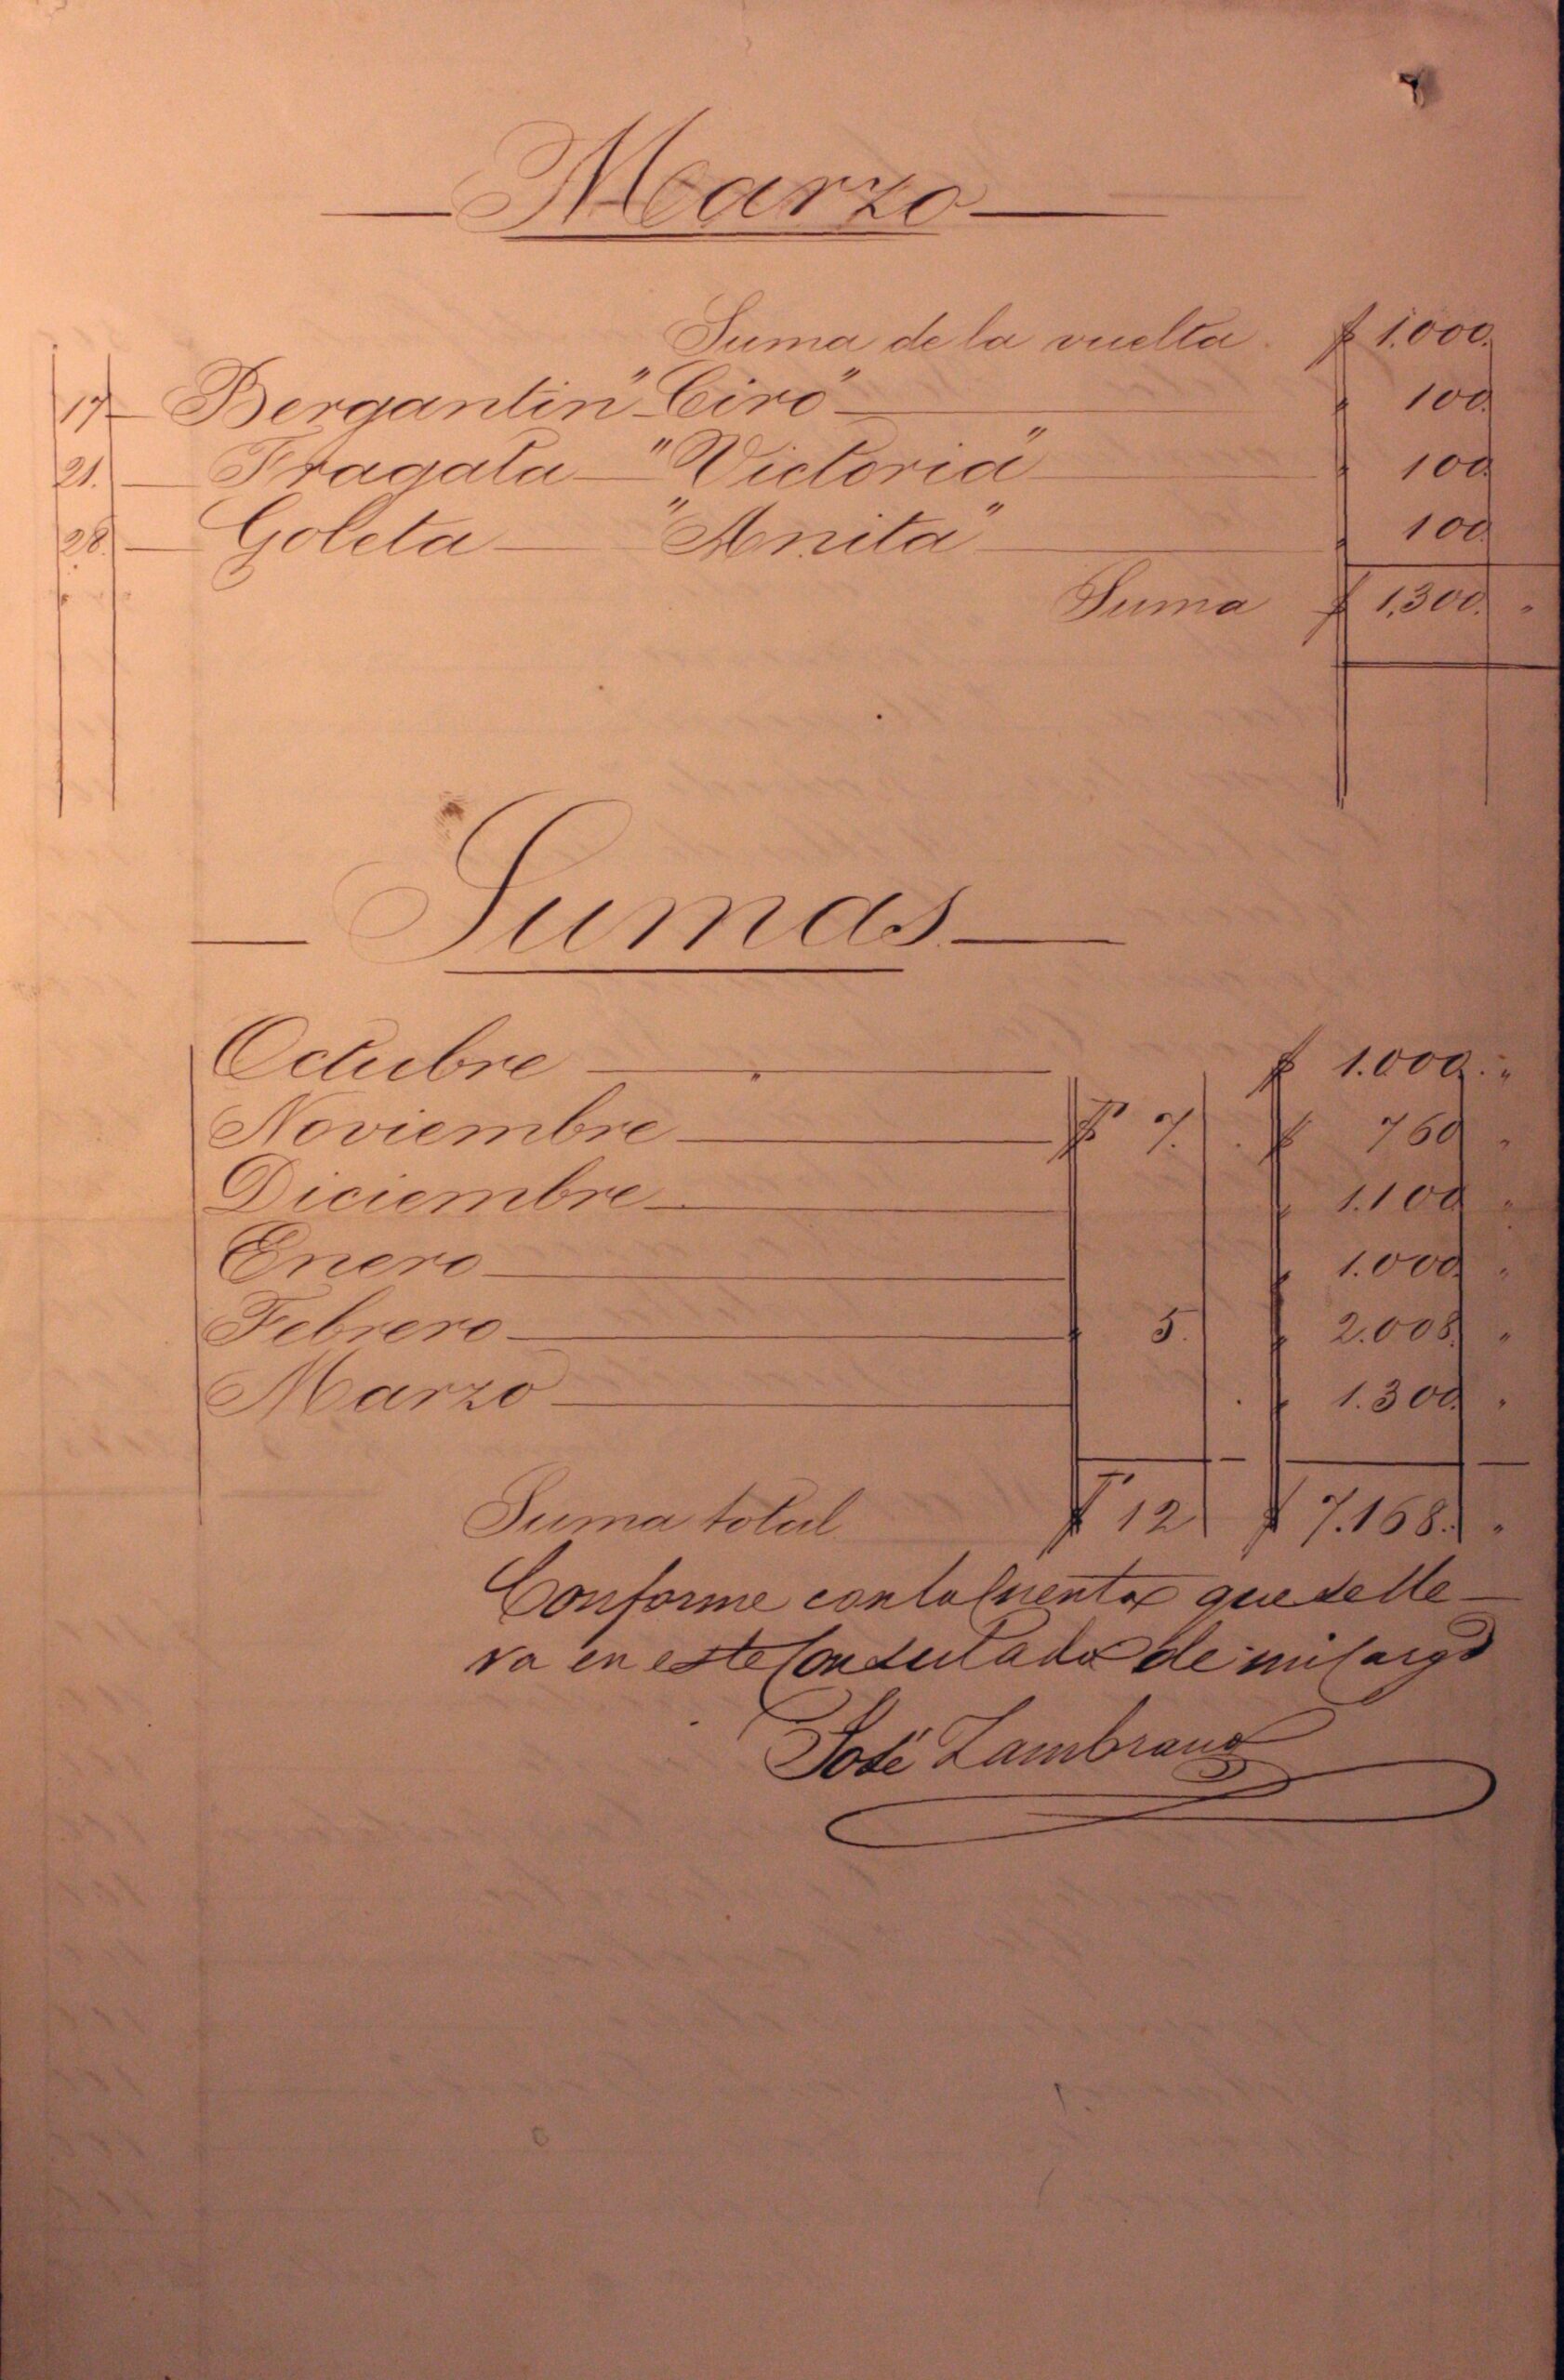 Marzo
Suma de la vuelta. $ 1.000.
17 Bergantin "Ciro" " 100.
21. Fragata "Victoria" " 100.
28. Goleta "Anita" " 100.
Suma $ 1,300. "
Sumas
Octubre $ 1.000. "
Noviembre $ 7. $ 760 "
Diciembre " 1.100 "
Enero " 1.000. "
Febrero " 5. " 2.008. "
Marzo " 1.300. "
Suma total $ 12 $ 7.168. "
Conforme con la Cuenta que se lle-
va en este Consulado de mi Cargo
José Zambrano